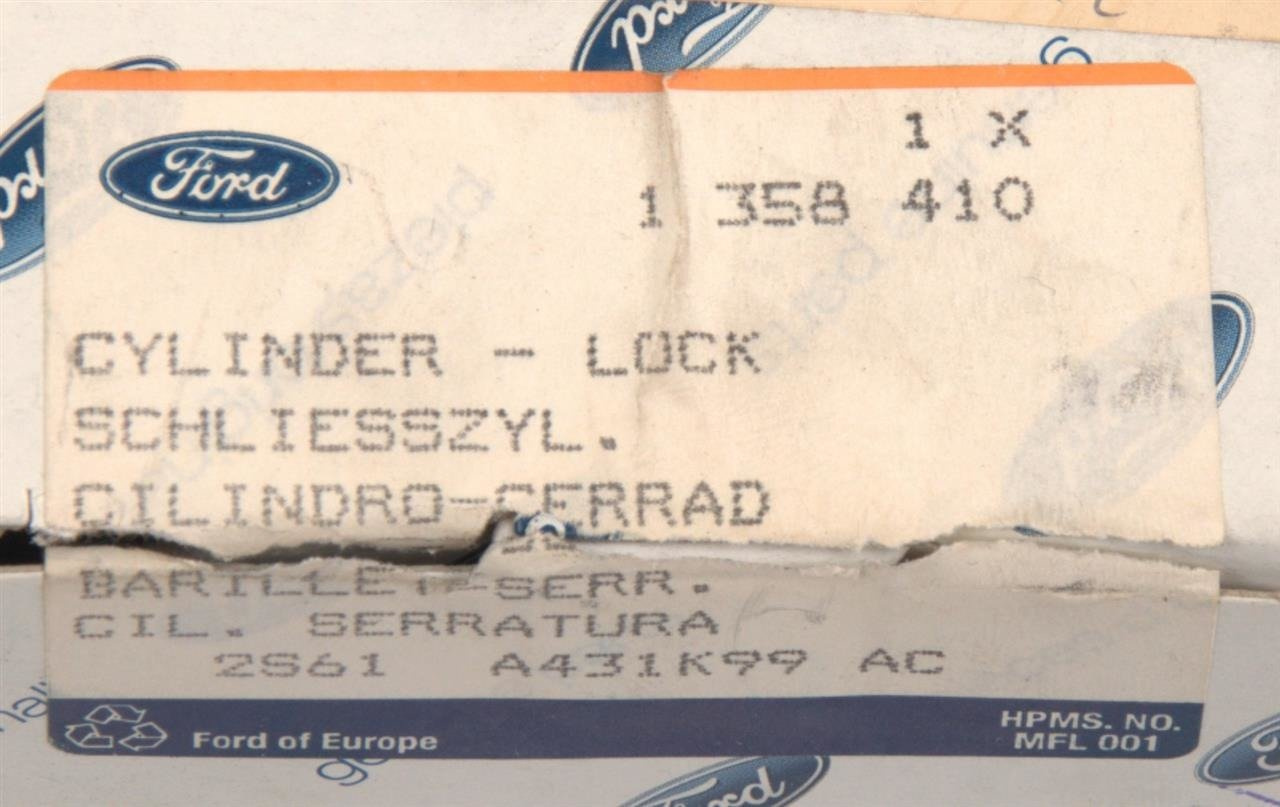 Ford
1 X
1 358 410
CYLINDER - LOCK
SCHLIESSZYL.
CILINDRO-CERRAD
BARILLET-SERR.
CIL. SERRATURA
2S61 A431K99 AC
Ford of Europe
HPMS. NO.
MFL 001